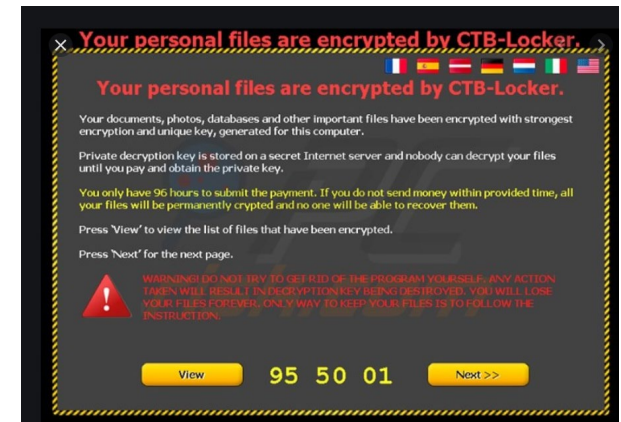 Your personal files are encrypted by CTB-Locker.
Your personal files are encrypted by CTB-Locker.
Your documents, photos, databases and other important files have been encrypted with strongest
encryption and unique key, generated for this computer.
Private decryption key is stored on a secret Internet server and nobody can decrypt your files
until you pay and obtain the private key.
You only have 96 hours to submit the payment. If you do not send money within provided time, all
your files will be permanently crypted and no one will be able to recover them.
Press 'View' to view the list of files that have been encrypted.
Press 'Next' for the next page.
WARNING! DO NOT TRY TO GET RID OF THE PROGRAM YOURSELF. ANY ACTION
TAKEN WILL RESULT IN DECRYPTION KEY BEING DESTROYED. YOU WILL LOSE
YOUR FILES FOREVER. ONLY WAY TO KEEP YOUR FILES IS TO FOLLOW THE
INSTRUCTION.
View 95 50 01 Next >>